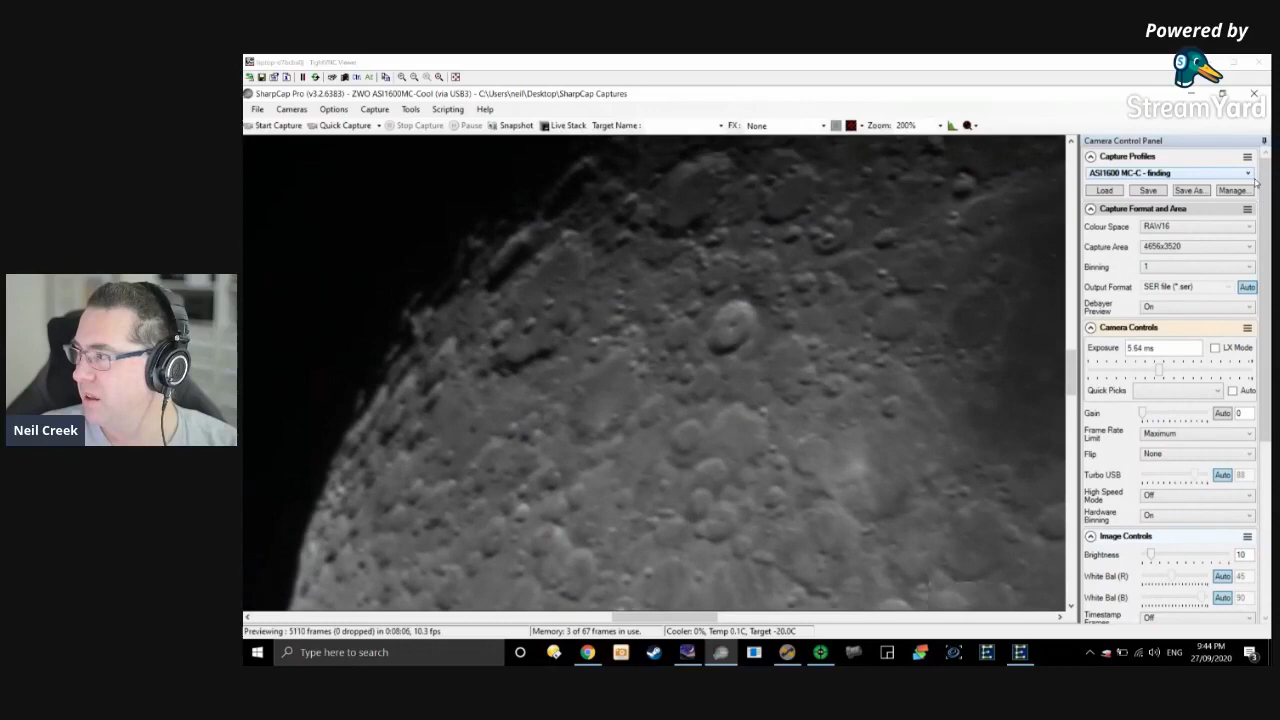 Powered by
StreamYard
TightVNC Viewer
SharpCap Pro (v3.2.6383) - ZWO ASI1600MC-Cool (via USB3) - C:\Users\neil\Desktop\SharpCap Captures
File Cameras Options Capture Tools Scripting Help
Start Capture Quick Capture Stop Capture Pause Snapshot Live Stack Target Name : FX: None Zoom: 200%
Camera Control Panel
Capture Profiles
ASI1600 MC-C - finding
Load Save Save As... Manage...
Capture Format and Area
Colour Space RAW16
Capture Area 4656x3520
Binning 1
Output Format SER file (*.ser) Auto
Debayer Preview On
Camera Controls
Exposure 5.64 ms LX Mode
Quick Picks Auto
Gain Auto 0
Frame Rate Limit Maximum
Flip None
Turbo USB Auto 88
High Speed Mode Off
Hardware Binning On
Image Controls
Brightness 10
White Bal (R) Auto 45
White Bal (B) Auto 90
Timestamp Frames Off
Neil Creek
Previewing : 5110 frames (0 dropped) in 0:08:06, 10.3 fps Memory: 3 of 67 frames in use. Cooler: 0%, Temp 0.1C, Target -20.0C
Type here to search
ENG
9:44 PM
27/09/2020
3